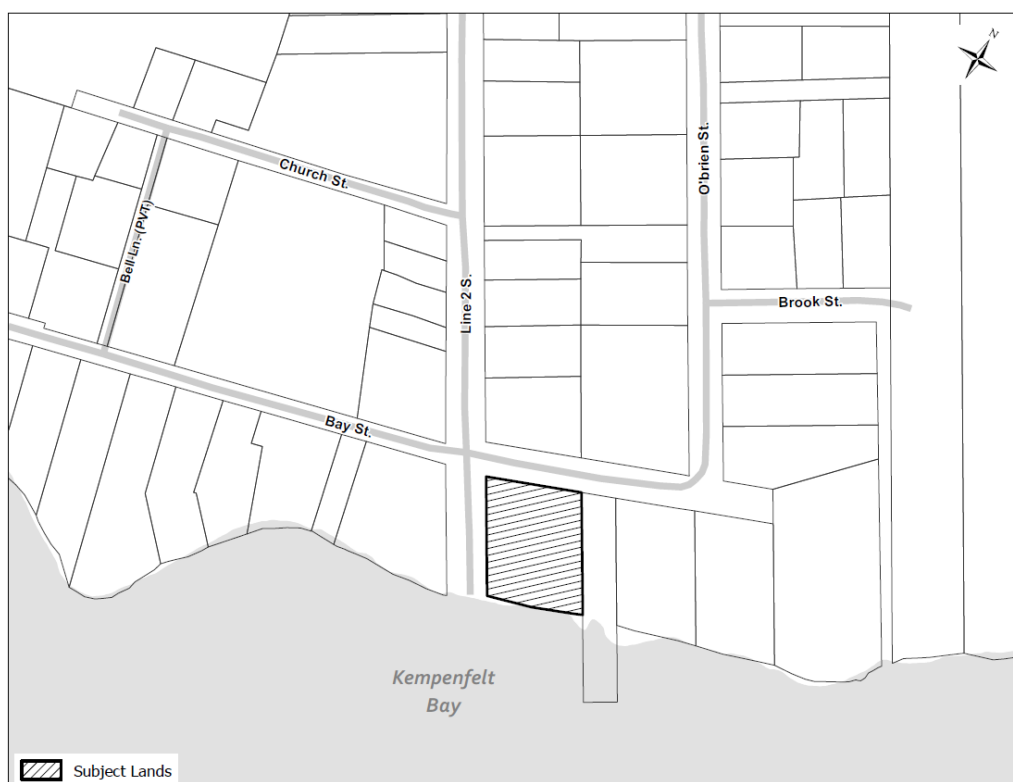 N
Church St.
O'brien St.
Bell Ln. (PVT)
Line 2 S.
Brook St.
Bay St.
Kempenfelt
Bay
Subject Lands